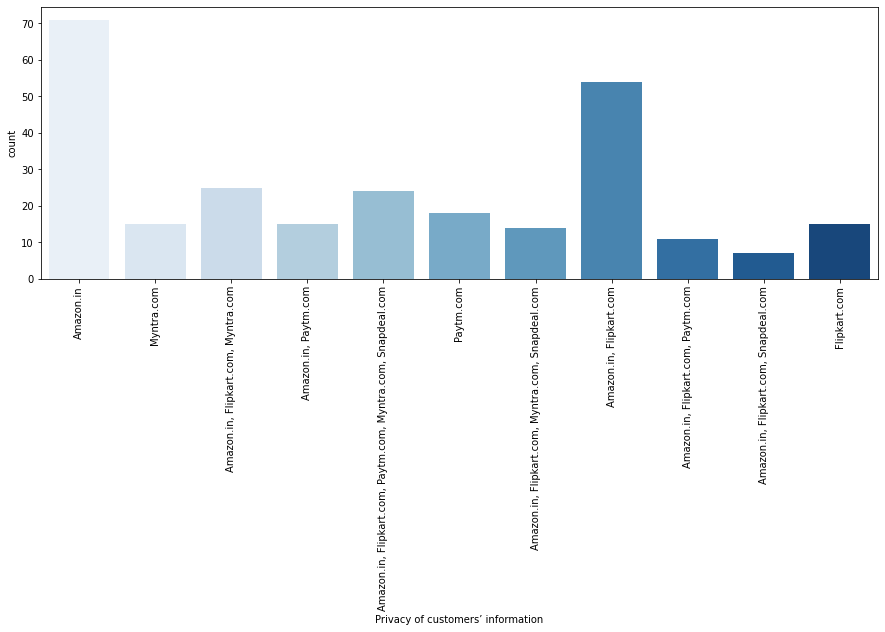 70
60
50
40
30
20
10
0
count
Amazon.in
Myntra.com
Amazon.in, Flipkart.com, Myntra.com
Amazon.in, Paytm.com
Amazon.in, Flipkart.com, Paytm.com, Myntra.com, Snapdeal.com
Paytm.com
Amazon.in, Flipkart.com, Myntra.com, Snapdeal.com
Amazon.in, Flipkart.com
Amazon.in, Flipkart.com, Paytm.com
Amazon.in, Flipkart.com, Snapdeal.com
Flipkart.com
Privacy of customers’ information